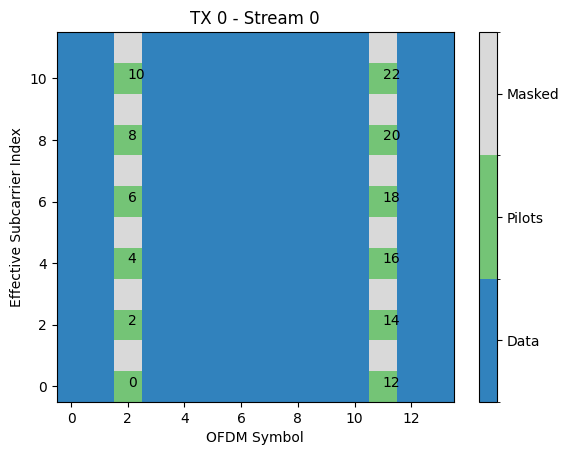 TX 0 - Stream 0
Effective Subcarrier Index
10
8
6
4
2
0
10 22
8 20
6 18
4 16
2 14
0 12
0 2 4 6 8 10 12
OFDM Symbol
Masked
Pilots
Data